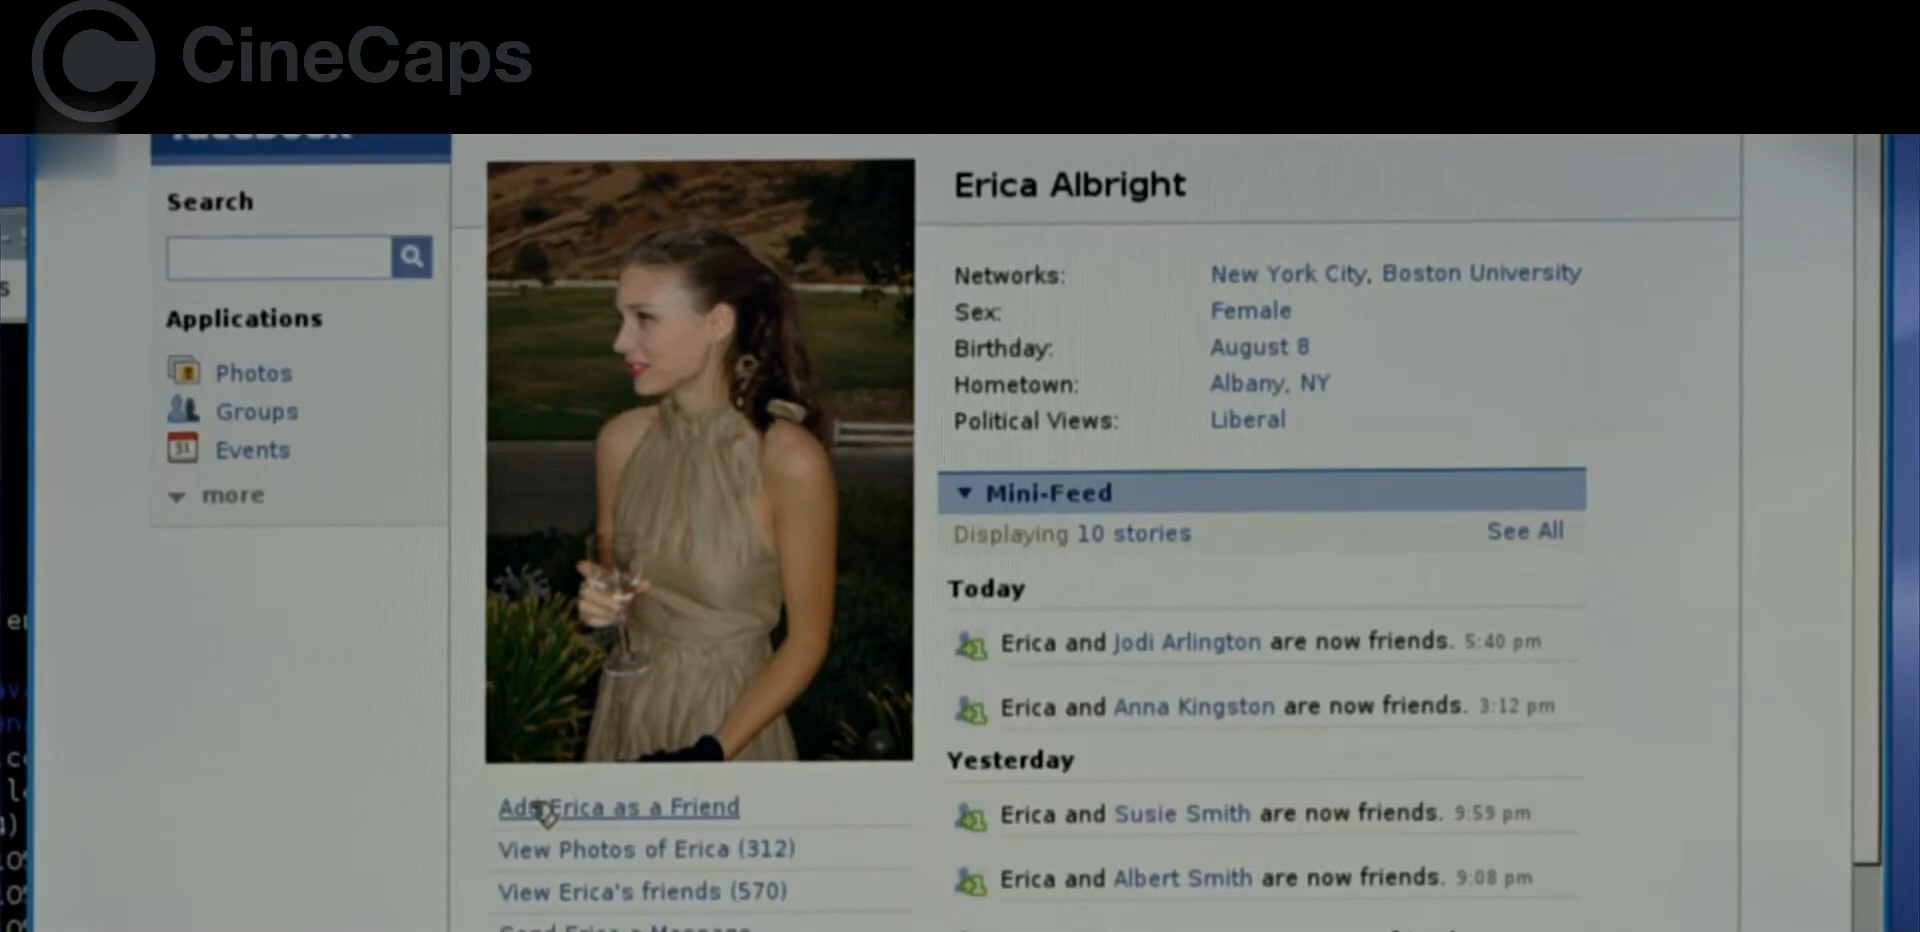 CineCaps
Search
Applications
Photos
Groups
31
Events
more
Erica Albright
Networks: New York City, Boston University
Sex: Female
Birthday: August 8
Hometown: Albany, NY
Political Views: Liberal
Mini-Feed
Displaying 10 stories See All
Today
Erica and Jodi Arlington are now friends. 5:40 pm
Erica and Anna Kingston are now friends. 3:12 pm
Yesterday
Erica and Susie Smith are now friends. 9:59 pm
Erica and Albert Smith are now friends. 9:08 pm
Add Erica as a Friend
View Photos of Erica (312)
View Erica's friends (570)